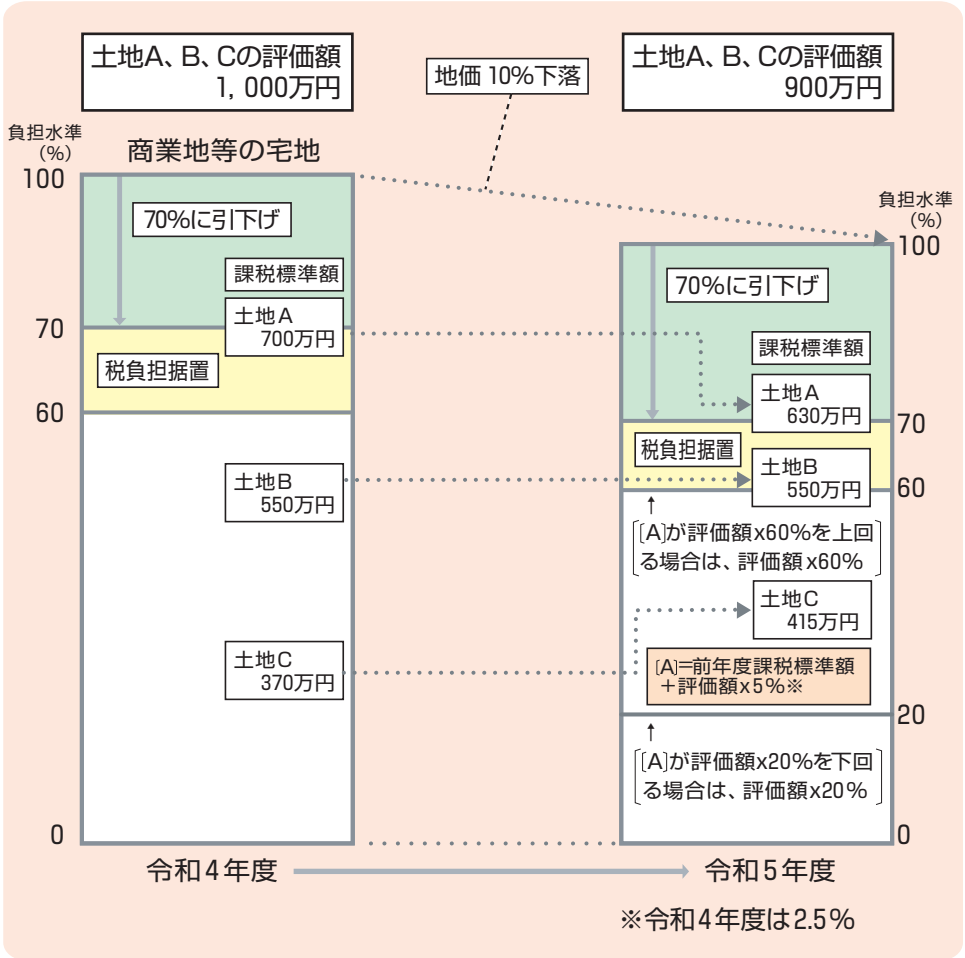 土地A、B、Cの評価額
1,000万円
土地A、B、Cの評価額
900万円
地価 10%下落
負担水準
(%)
商業地等の宅地
100
70%に引下げ
課税標準額
土地A
700万円
70
税負担据置
60
土地B
550万円
土地C
370万円
0
令和4年度
負担水準
(%)
100
70%に引下げ
課税標準額
土地A
630万円
70
税負担据置
土地B
550万円
60
↑
[A]が評価額x60%を上回
る場合は、評価額x60%
土地C
415万円
[A]=前年度課税標準額
+評価額x5%※
20
↑
[A]が評価額x20%を下回
る場合は、評価額x20%
0
令和5年度
※令和4年度は2.5%